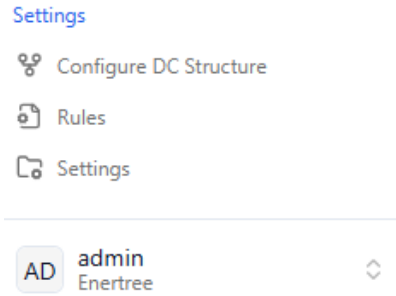 Settings
Configure DC Structure
Rules
Settings
AD
admin
Enertree